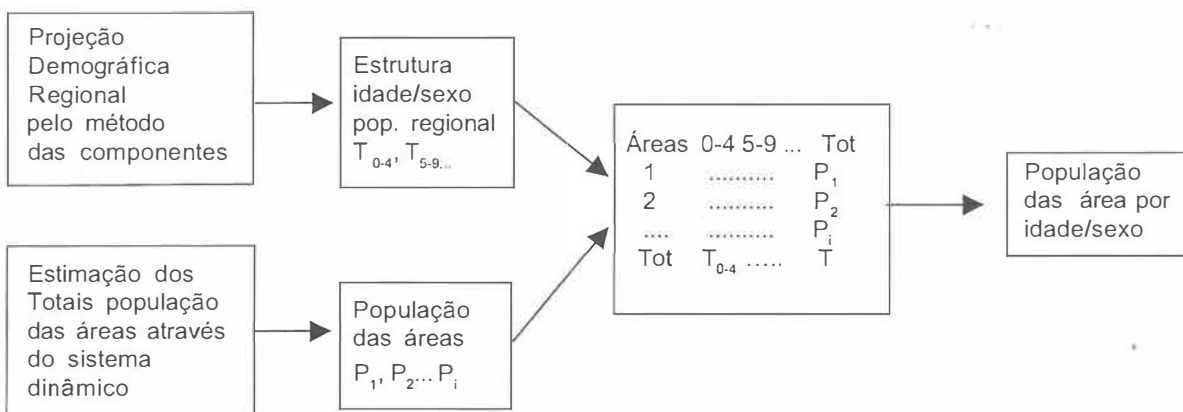 Projeção
Demográfica
Regional
pelo método
das componentes
Estrutura
idade/sexo
pop. regional
T0-4, T5-9...
Estimação dos
Totais população
das áreas através
do sistema
dinâmico
População
das áreas
P1, P2... Pi
Áreas 0-4 5-9 ... Tot
1 .......... P1
2 .......... P2
.... .......... Pi
Tot T0-4 ..... T
População
das área por
idade/sexo